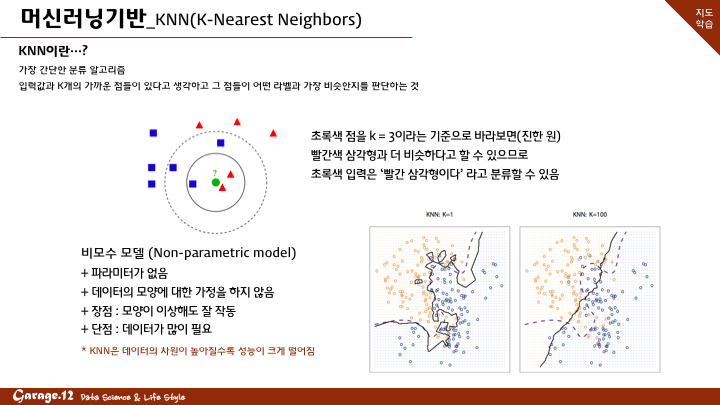 머신러닝기반_KNN(K-Nearest Neighbors)
지도
학습
KNN이란…?
가장 간단한 분류 알고리즘
입력값과 K개의 가까운 점들이 있다고 생각하고 그 점들이 어떤 라벨과 가장 비슷한지를 판단하는 것
?
초록색 점을 k = 3이라는 기준으로 바라보면(진한 원)
빨간색 삼각형과 더 비슷하다고 할 수 있으므로
초록색 입력은 ‘빨간 삼각형이다’ 라고 분류할 수 있음
KNN: K=1
KNN: K=100
비모수 모델 (Non-parametric model)
+ 파라미터가 없음
+ 데이터의 모양에 대한 가정을 하지 않음
+ 장점 : 모양이 이상해도 잘 작동
+ 단점 : 데이터가 많이 필요
* KNN은 데이터의 차원이 높아질수록 성능이 크게 떨어짐
Garage.12 Data Science & Life Style